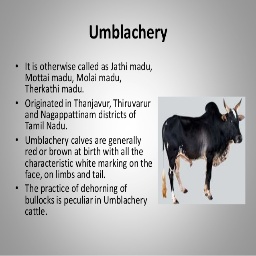 Umblachery
• It is otherwise called as Jathi madu,
Mottai madu, Molai madu,
Therkathi madu.
• Originated in Thanjavur, Thiruvarur
and Nagappattinam districts of
Tamil Nadu.
• Umblachery calves are generally
red or brown at birth with all the
characteristic white marking on the
face, on limbs and tail.
• The practice of dehorning of
bullocks is peculiar in Umblachery
cattle.